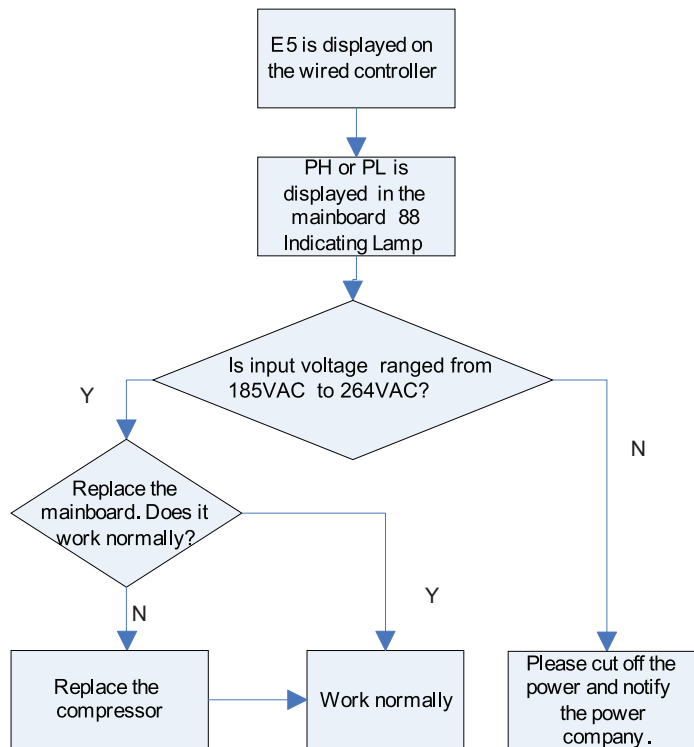 E5 is displayed on
the wired controller
PH or PL is
displayed in the
mainboard 88
Indicating Lamp
Is input voltage ranged from
185VAC to 264VAC?
Y
N
Replace the
mainboard. Does it
work normally?
N
Y
Replace the
compressor
Work normally
Please cut off the
power and notify
the power
company.